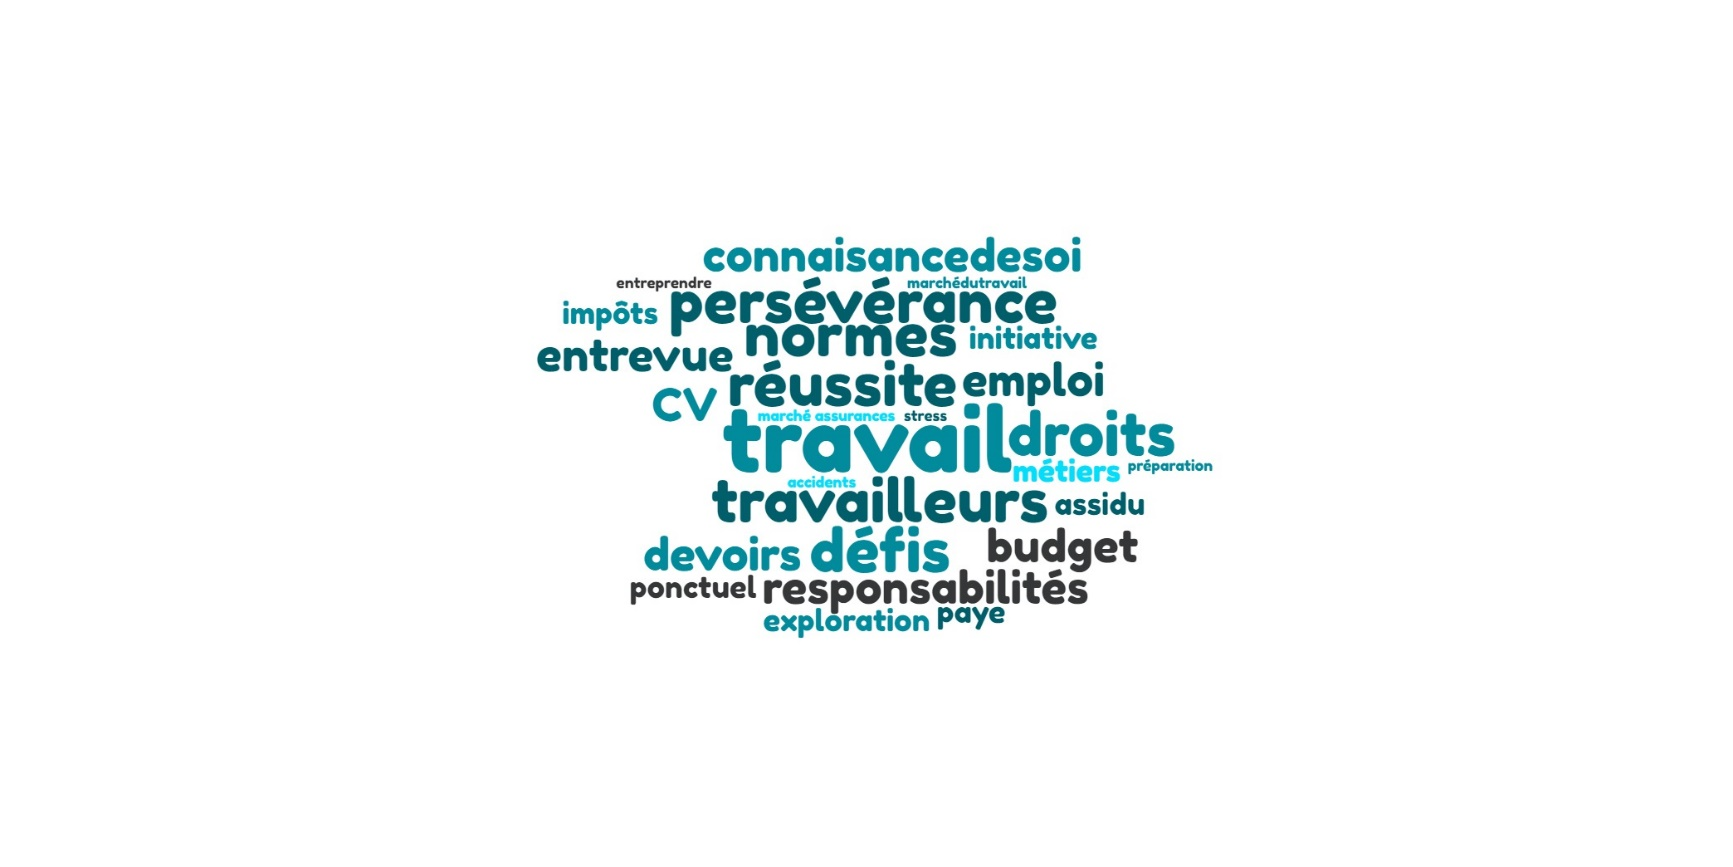 connaisancedesoi
entreprendre
marchédutravail
impôts
persévérance
normes
initiative
entrevue
réussite
emploi
CV
marché assurances
stress
travail
droits
métiers
préparation
accidents
travailleurs
assidu
devoirs
défis
budget
ponctuel
responsabilités
exploration
paye